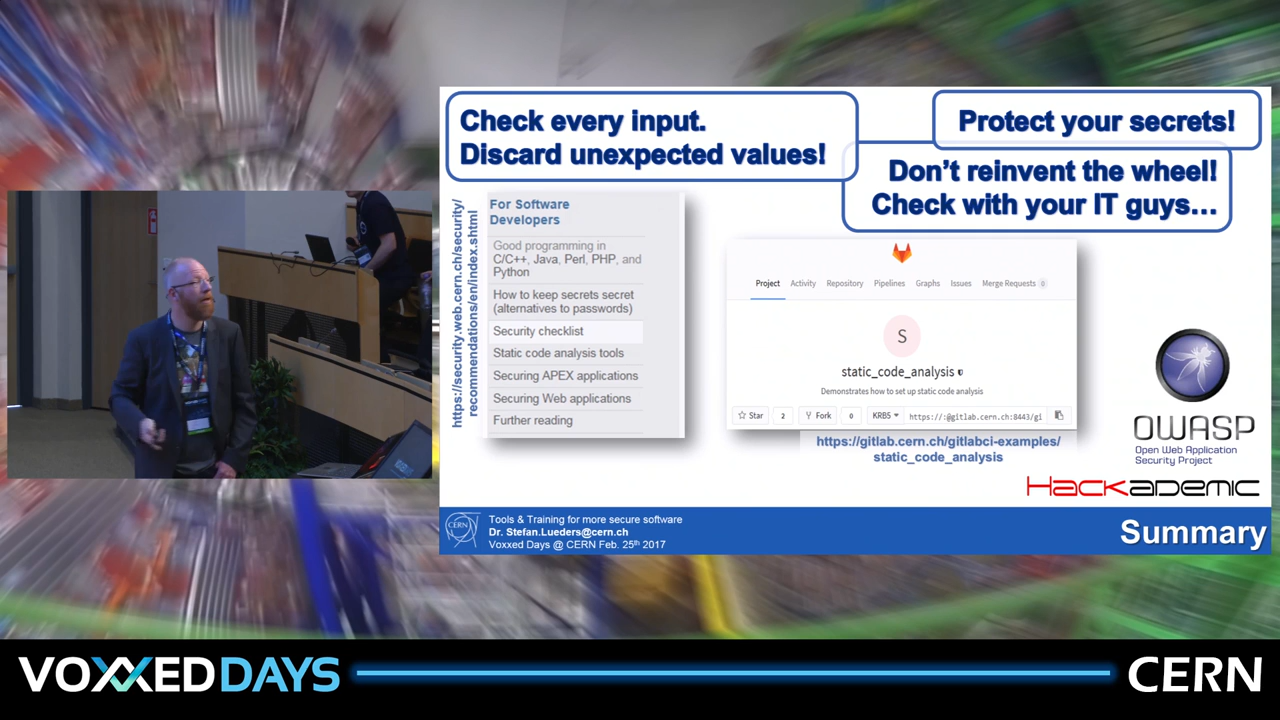 Check every input.
Discard unexpected values!
Protect your secrets!
Don't reinvent the wheel!
Check with your IT guys...
https://security.web.cern.ch/security/
recommendations/en/index.shtml
For Software
Developers
Good programming in
C/C++, Java, Perl, PHP, and
Python
How to keep secrets secret
(alternatives to passwords)
Security checklist
Static code analysis tools
Securing APEX applications
Securing Web applications
Further reading
Project Activity Repository Pipelines Graphs Issues Merge Requests 0
S
static_code_analysis
Demonstrates how to set up static code analysis
Star 2 Fork 0 KRB5 https://:@gitlab.cern.ch:8443/gi
https://gitlab.cern.ch/gitlabci-examples/
static_code_analysis
OWASP
Open Web Application
Security Project
Hackademic
CERN
Tools & Training for more secure software
Dr. Stefan.Lueders@cern.ch
Voxxed Days @ CERN Feb. 25th 2017
Summary
VOXXED DAYS
CERN